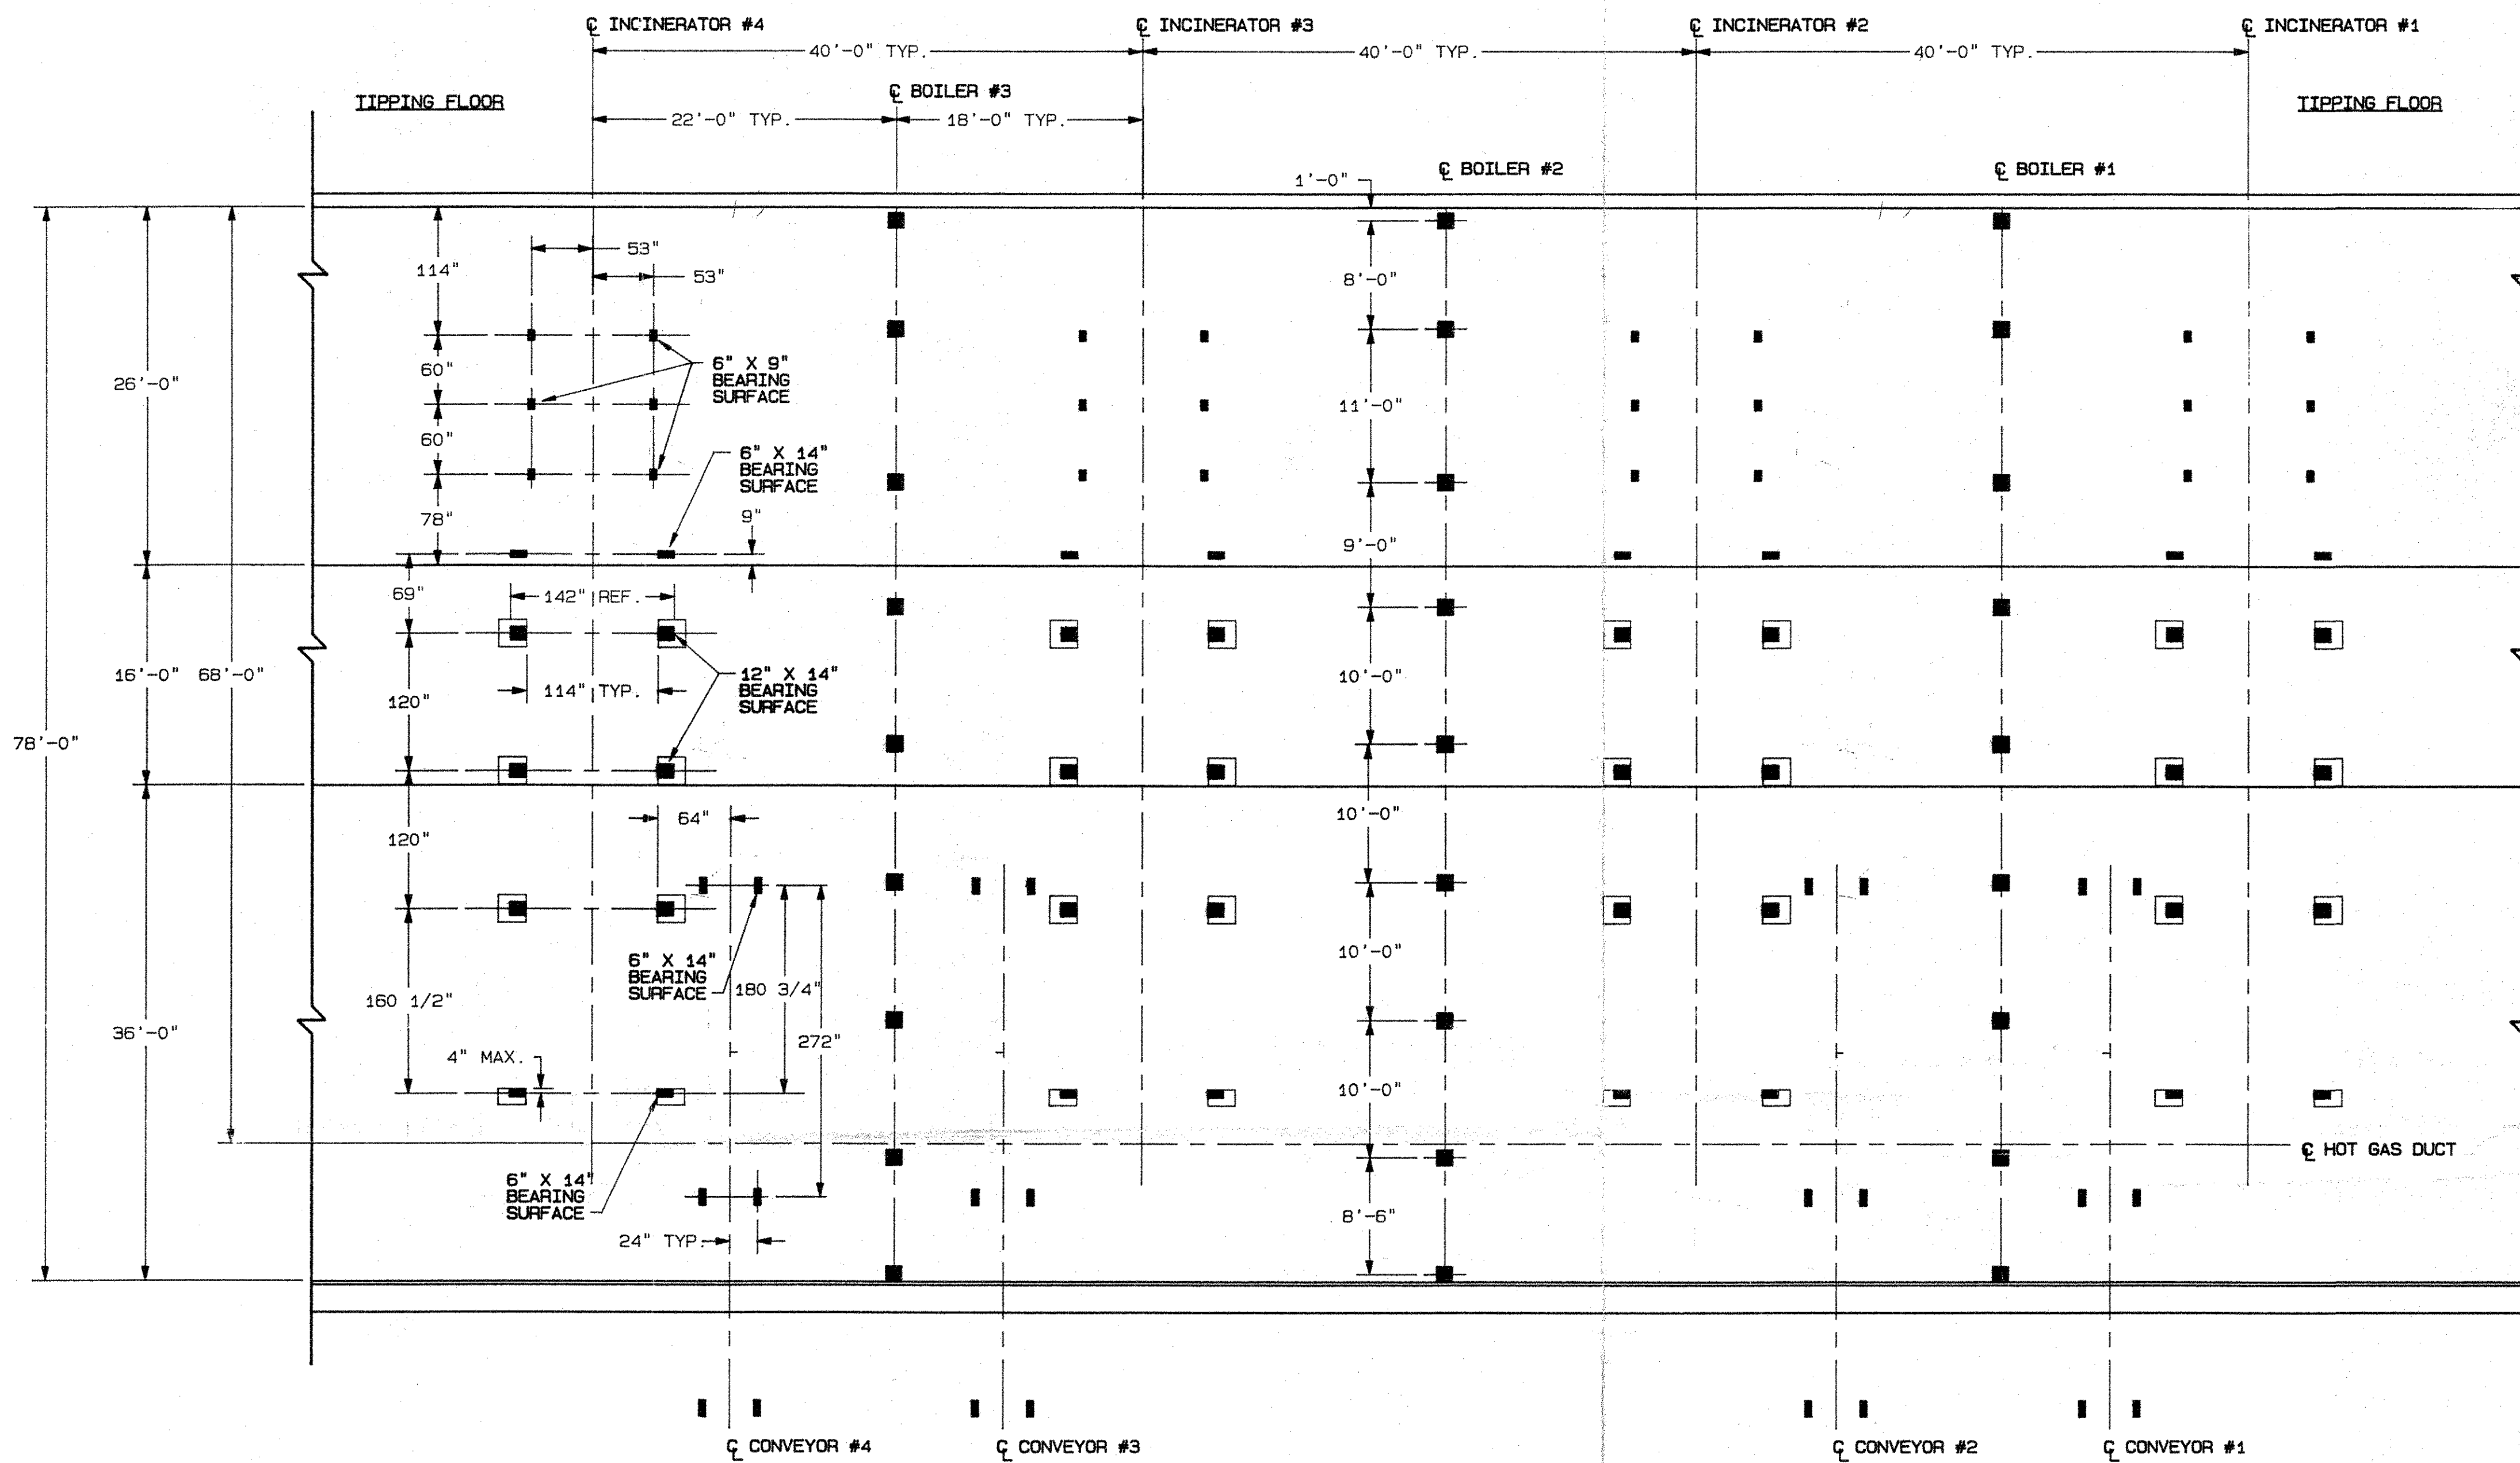 ℄ INCINERATOR #4
℄ INCINERATOR #3
℄ INCINERATOR #2
℄ INCINERATOR #1
40'-0" TYP.
40'-0" TYP.
40'-0" TYP.
TIPPING FLOOR
℄ BOILER #3
TIPPING FLOOR
22'-0" TYP.
18'-0" TYP.
℄ BOILER #2
℄ BOILER #1
1'-0"
53"
53"
114"
8'-0"
60"
6" X 9"
BEARING
SURFACE
26'-0"
11'-0"
60"
6" X 14"
BEARING
SURFACE
78"
9"
9'-0"
69"
142" REF.
16'-0"
68'-0"
12" X 14"
BEARING
SURFACE
114" TYP.
120"
10'-0"
78'-0"
64"
120"
10'-0"
6" X 14"
BEARING
SURFACE
180 3/4"
160 1/2"
10'-0"
36'-0"
272"
4" MAX.
10'-0"
℄ HOT GAS DUCT
6" X 14"
BEARING
SURFACE
8'-6"
24" TYP.
℄ CONVEYOR #4
℄ CONVEYOR #3
℄ CONVEYOR #2
℄ CONVEYOR #1